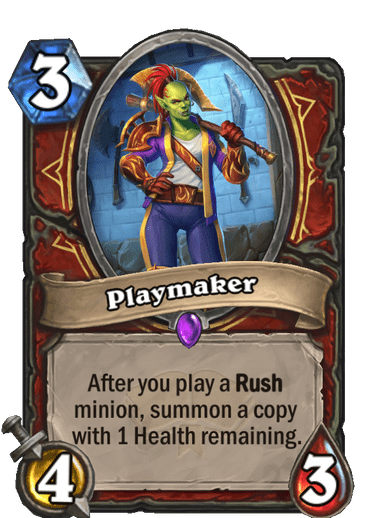 3
Playmaker
After you play a Rush
minion, summon a copy
with 1 Health remaining.
4
3